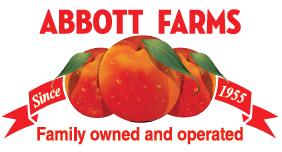 ABBOTT FARMS
Since 1955
Family owned and operated